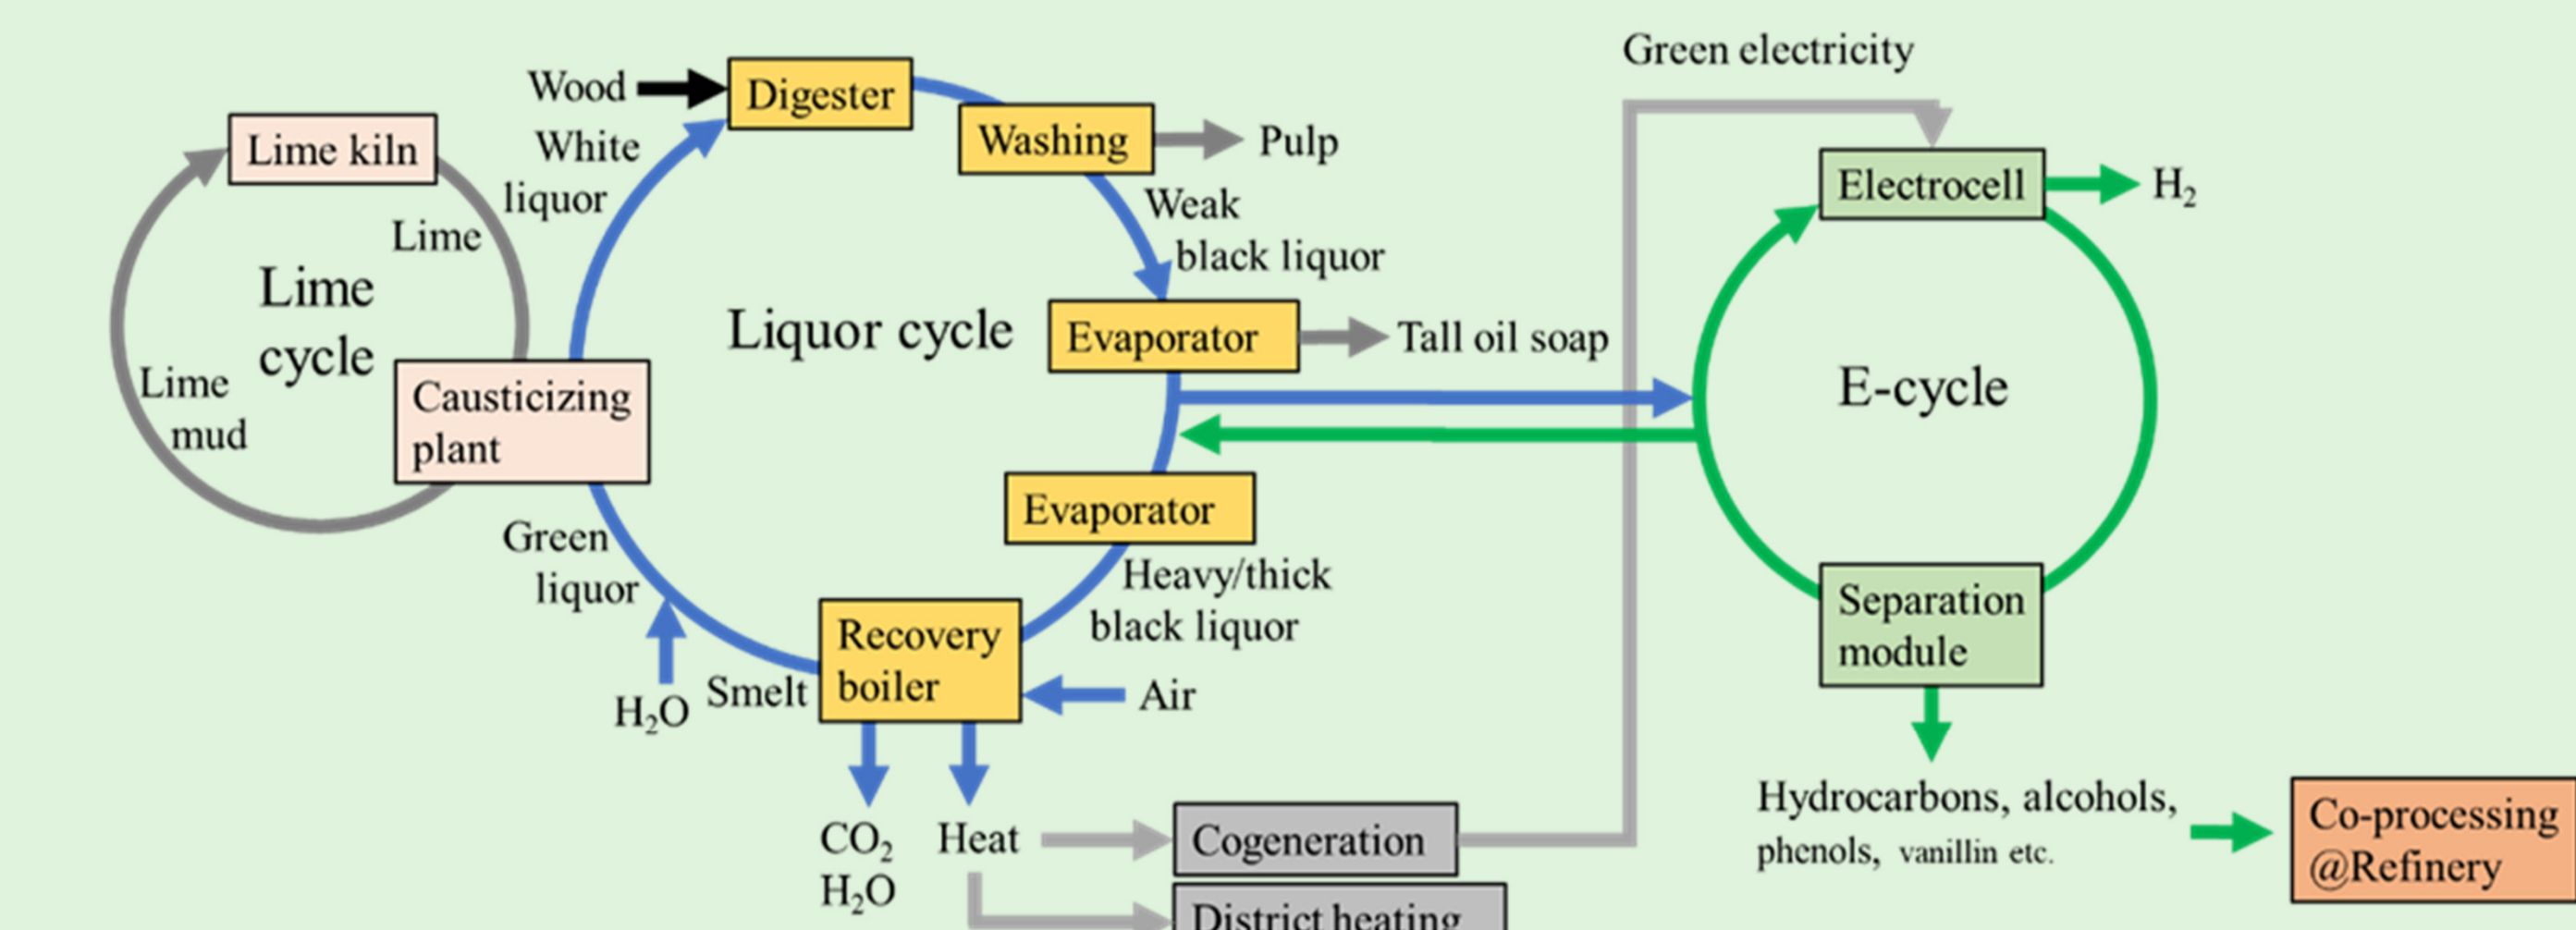 Green electricity
Wood
Digester
Washing
Pulp
Lime kiln
White
liquor
Electrocell
H₂
Weak
black liquor
Lime
Lime
cycle
Liquor cycle
Evaporator
Tall oil soap
E-cycle
Lime
mud
Causticizing
plant
Evaporator
Green
liquor
Heavy/thick
black liquor
Separation
module
Recovery
boiler
H₂O
Smelt
Air
Hydrocarbons, alcohols,
phenols, vanillin etc.
Co-processing
@Refinery
CO₂
H₂O
Heat
Cogeneration
District heating